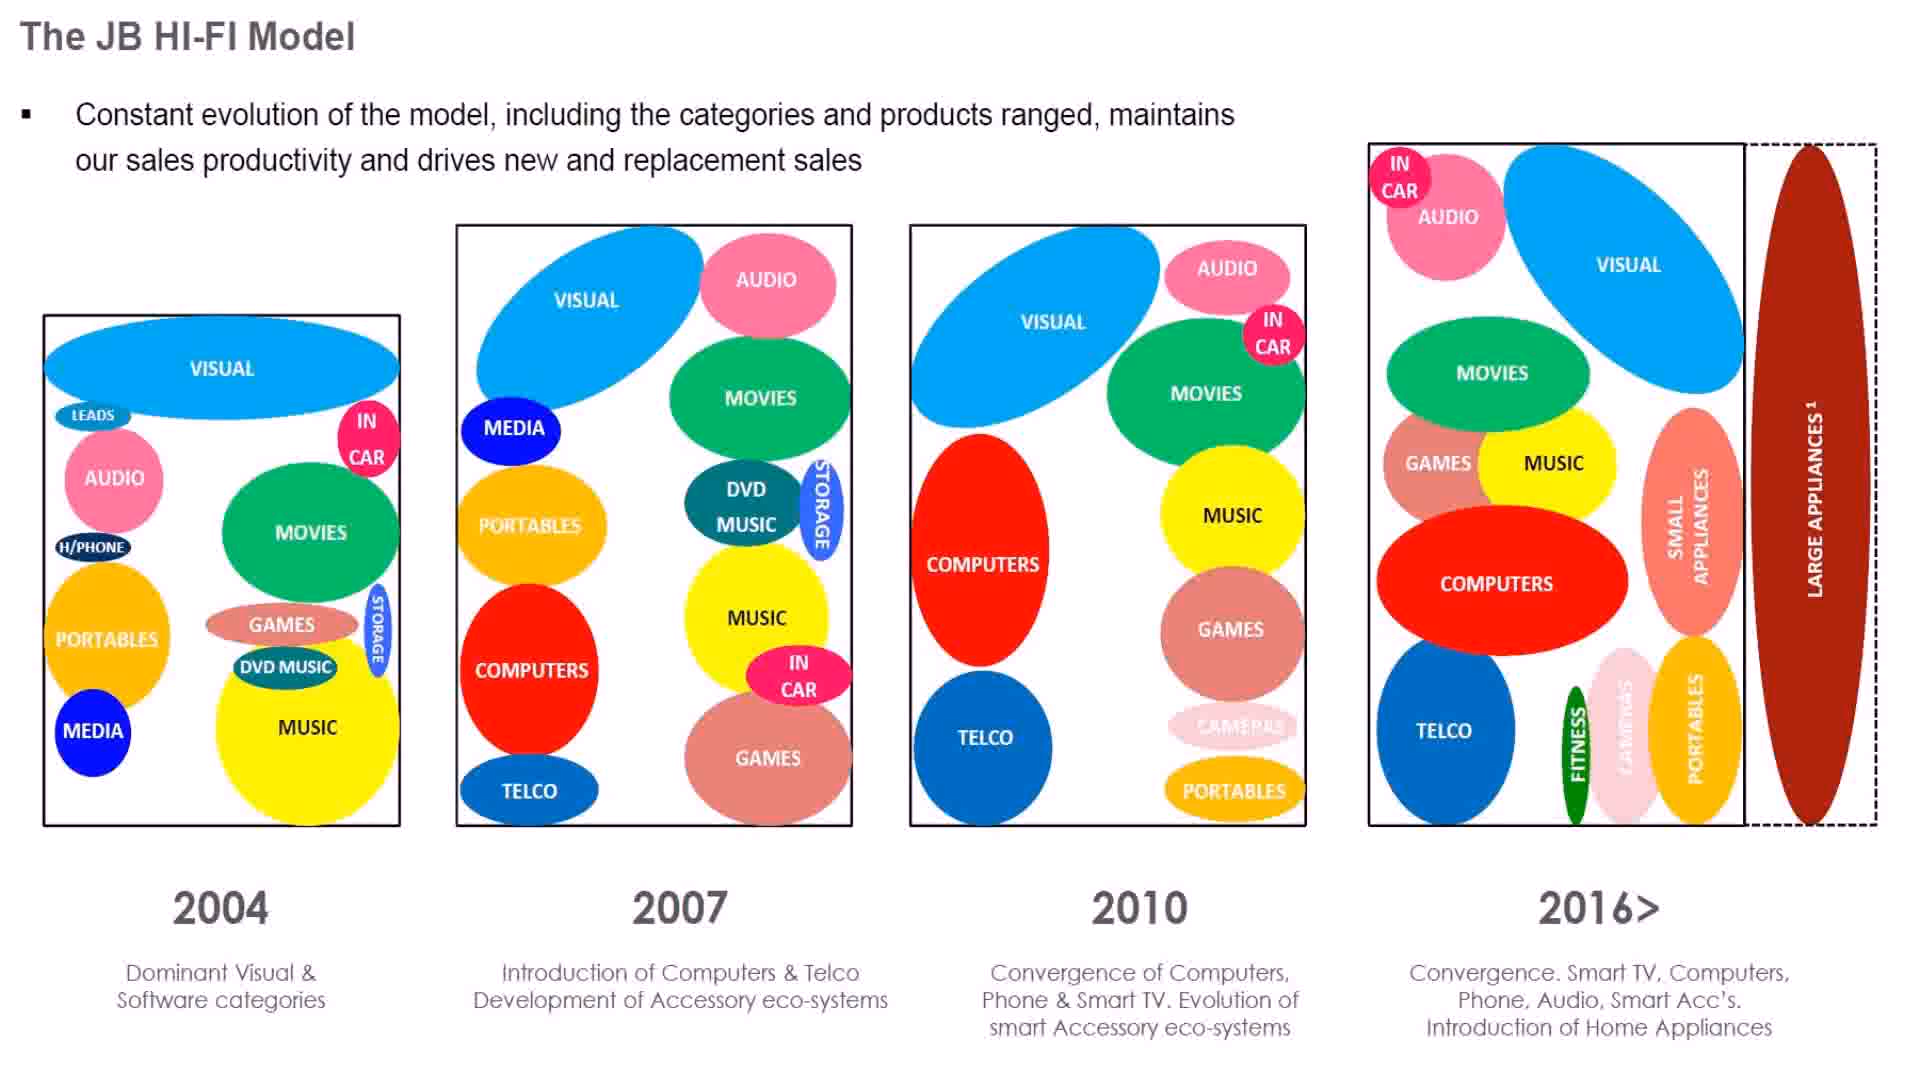 The JB HI-FI Model
▪ Constant evolution of the model, including the categories and products ranged, maintains
our sales productivity and drives new and replacement sales
VISUAL
LEADS
IN
CAR
AUDIO
MOVIES
H/PHONE
PORTABLES
GAMES
STORAGE
DVD MUSIC
MEDIA
MUSIC
2004
Dominant Visual &
Software categories
VISUAL
AUDIO
MOVIES
MEDIA
PORTABLES
DVD
MUSIC
STORAGE
MUSIC
COMPUTERS
IN
CAR
GAMES
TELCO
2007
Introduction of Computers & Telco
Development of Accessory eco-systems
AUDIO
VISUAL
IN
CAR
MOVIES
MUSIC
COMPUTERS
GAMES
TELCO
CAMERAS
PORTABLES
2010
Convergence of Computers,
Phone & Smart TV. Evolution of
smart Accessory eco-systems
IN
CAR
AUDIO
VISUAL
MOVIES
GAMES
MUSIC
SMALL
APPLIANCES
COMPUTERS
TELCO
FITNESS
CAMERAS
PORTABLES
LARGE APPLIANCES ¹
2016>
Convergence. Smart TV, Computers,
Phone, Audio, Smart Acc's.
Introduction of Home Appliances